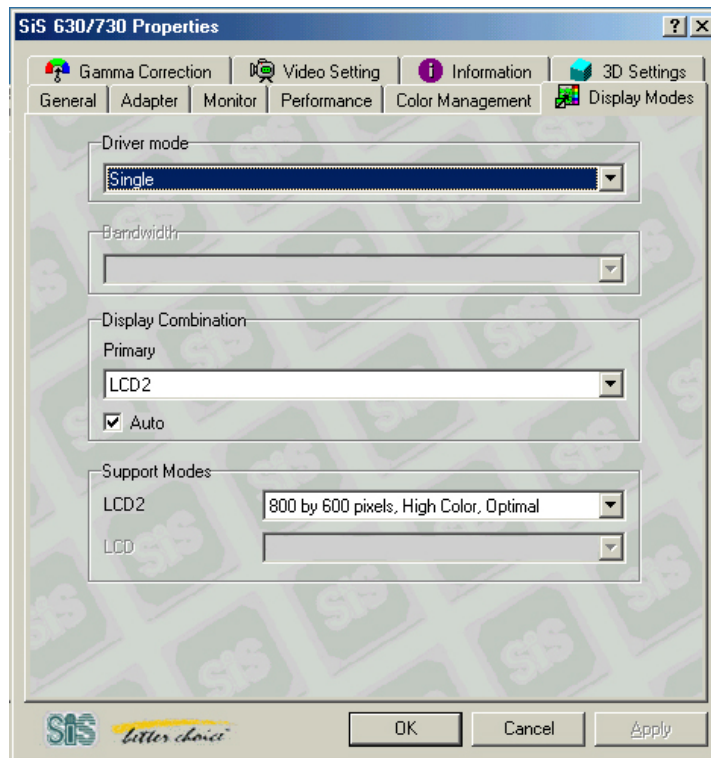 SiS 630/730 Properties
Gamma Correction Video Setting Information 3D Settings
General Adapter Monitor Performance Color Management Display Modes
Driver mode
Single
Bandwidth
Display Combination
Primary
LCD2
Auto
Support Modes
LCD2 800 by 600 pixels, High Color, Optimal
LCD
SiS better choice OK Cancel Apply